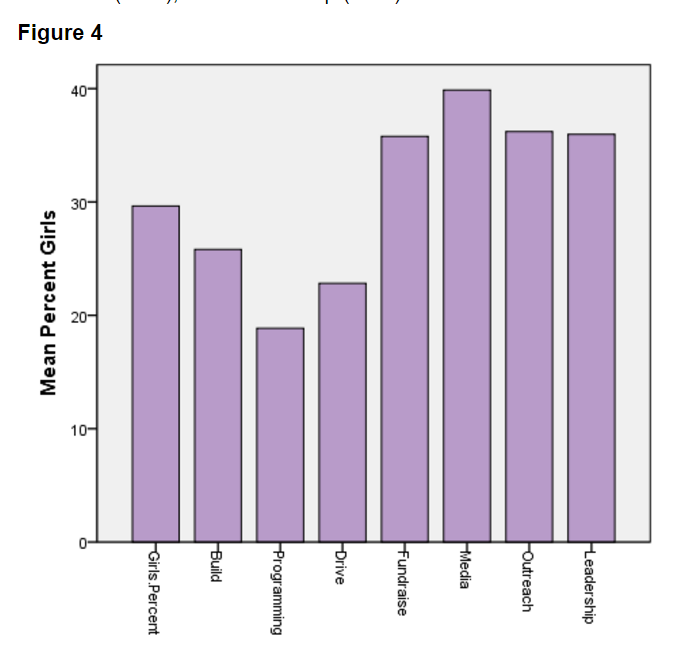 Figure 4
Mean Percent Girls
40
30
20
10
0
Girls.Percent
Build
Programming
Drive
Fundraise
Media
Outreach
Leadership